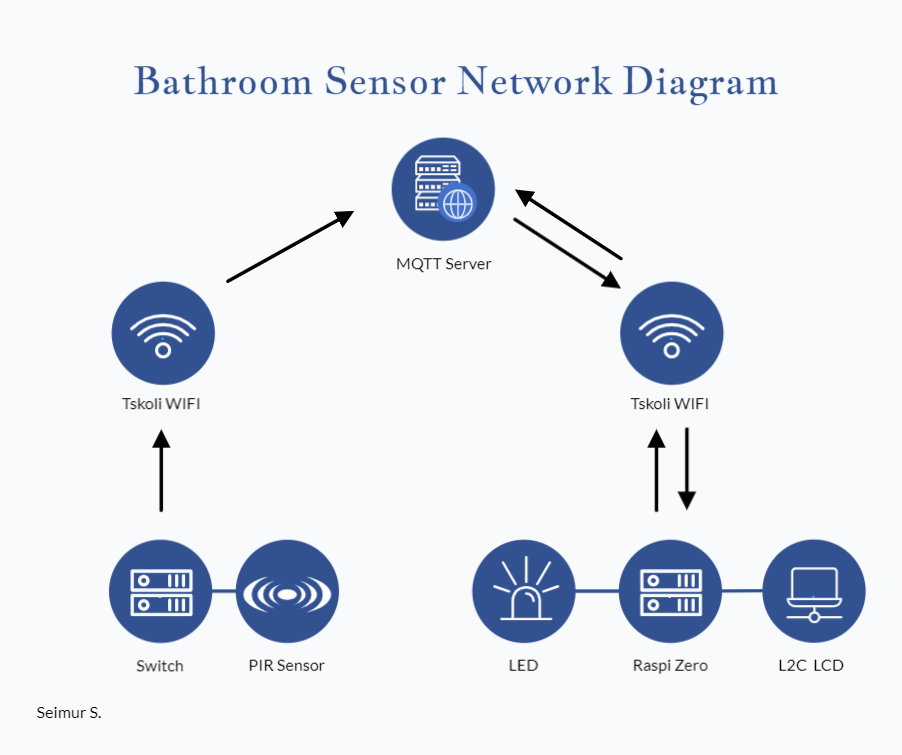 Bathroom Sensor Network Diagram
MQTT Server
Tskoli WIFI
Tskoli WIFI
Switch
PIR Sensor
LED
Raspi Zero
L2C LCD
Seimur S.